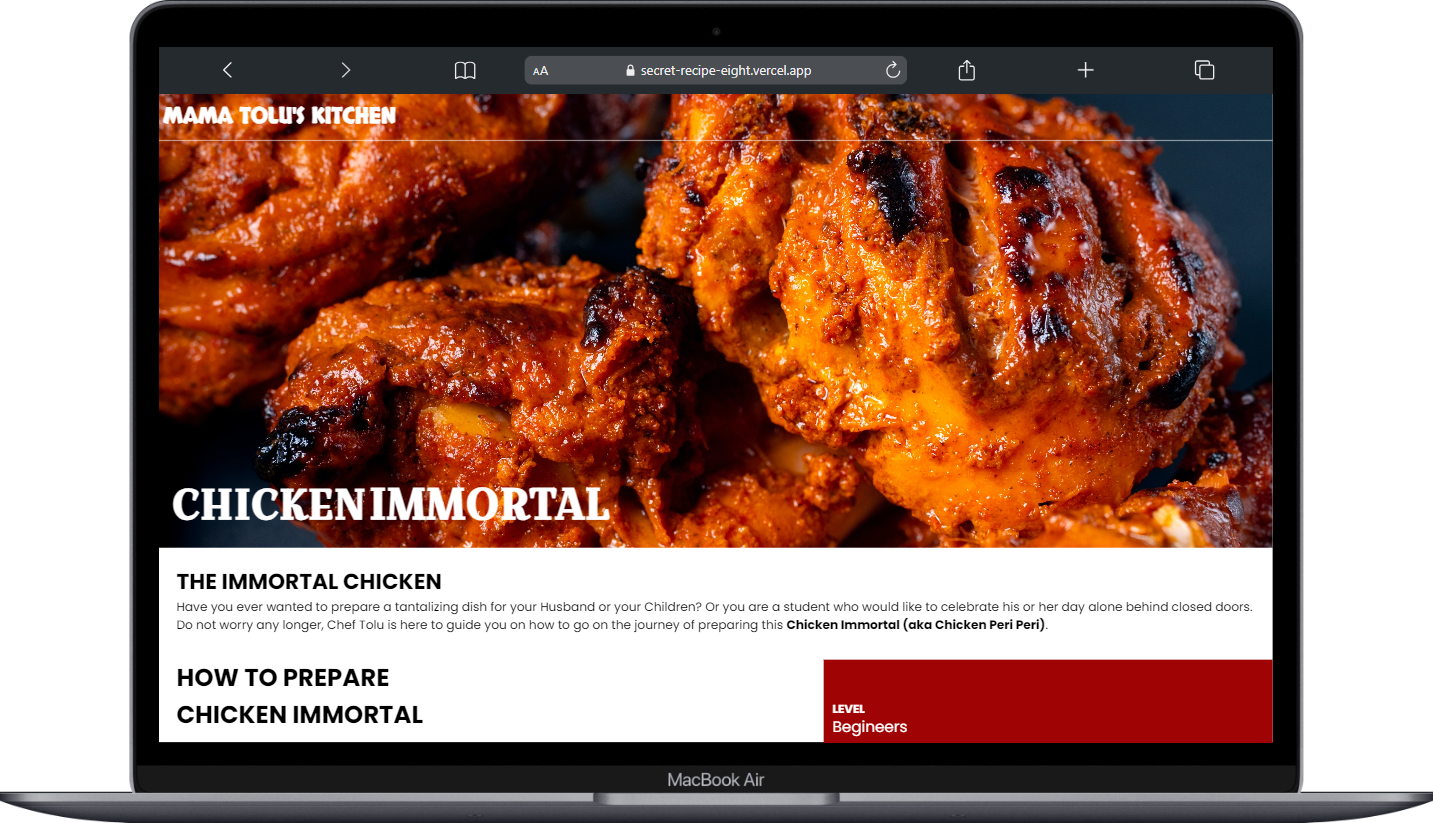 AA secret-recipe-eight.vercel.app
MAMA TOLU'S KITCHEN
CHICKEN IMMORTAL
THE IMMORTAL CHICKEN
Have you ever wanted to prepare a tantalizing dish for your Husband or your Children? Or you are a student who would like to celebrate his or her day alone behind closed doors.
Do not worry any longer, Chef Tolu is here to guide you on how to go on the journey of preparing this Chicken Immortal (aka Chicken Peri Peri).
HOW TO PREPARE
CHICKEN IMMORTAL
LEVEL
Begineers
MacBook Air